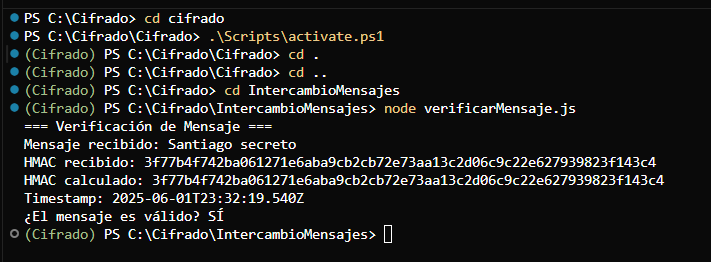 PS C:\Cifrado> cd cifrado
PS C:\Cifrado\Cifrado> .\Scripts\activate.ps1
(Cifrado) PS C:\Cifrado\Cifrado> cd .
(Cifrado) PS C:\Cifrado\Cifrado> cd ..
(Cifrado) PS C:\Cifrado> cd IntercambioMensajes
(Cifrado) PS C:\Cifrado\IntercambioMensajes> node verificarMensaje.js
=== Verificación de Mensaje ===
Mensaje recibido: Santiago secreto
HMAC recibido: 3f77b4f742ba061271e6aba9cb2cb72e73aa13c2d06c9c22e627939823f143c4
HMAC calculado: 3f77b4f742ba061271e6aba9cb2cb72e73aa13c2d06c9c22e627939823f143c4
Timestamp: 2025-06-01T23:32:19.540Z
¿El mensaje es válido? SÍ
(Cifrado) PS C:\Cifrado\IntercambioMensajes>